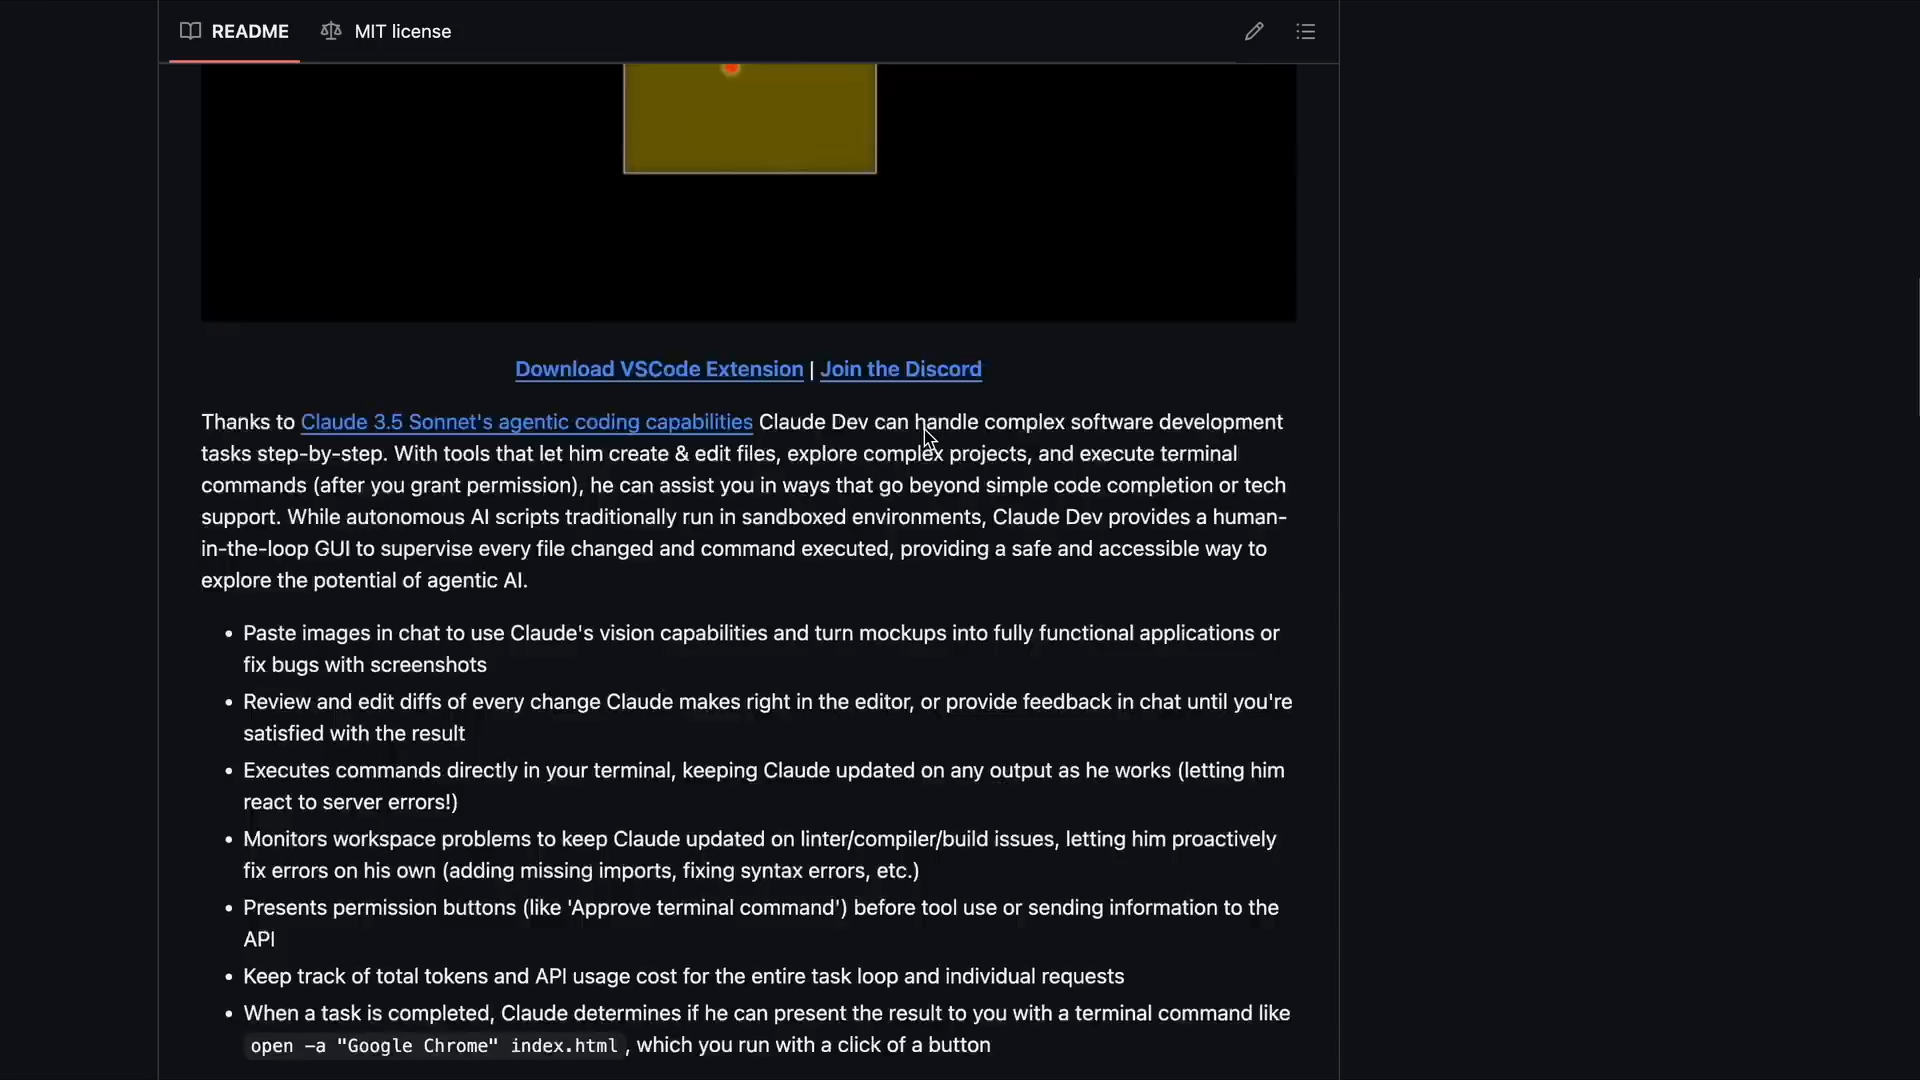 README MIT license
Download VSCode Extension | Join the Discord
Thanks to Claude 3.5 Sonnet's agentic coding capabilities Claude Dev can handle complex software development
tasks step-by-step. With tools that let him create & edit files, explore complex projects, and execute terminal
commands (after you grant permission), he can assist you in ways that go beyond simple code completion or tech
support. While autonomous AI scripts traditionally run in sandboxed environments, Claude Dev provides a human-
in-the-loop GUI to supervise every file changed and command executed, providing a safe and accessible way to
explore the potential of agentic AI.
• Paste images in chat to use Claude's vision capabilities and turn mockups into fully functional applications or
fix bugs with screenshots
• Review and edit diffs of every change Claude makes right in the editor, or provide feedback in chat until you're
satisfied with the result
• Executes commands directly in your terminal, keeping Claude updated on any output as he works (letting him
react to server errors!)
• Monitors workspace problems to keep Claude updated on linter/compiler/build issues, letting him proactively
fix errors on his own (adding missing imports, fixing syntax errors, etc.)
• Presents permission buttons (like 'Approve terminal command') before tool use or sending information to the
API
• Keep track of total tokens and API usage cost for the entire task loop and individual requests
• When a task is completed, Claude determines if he can present the result to you with a terminal command like
open -a "Google Chrome" index.html , which you run with a click of a button